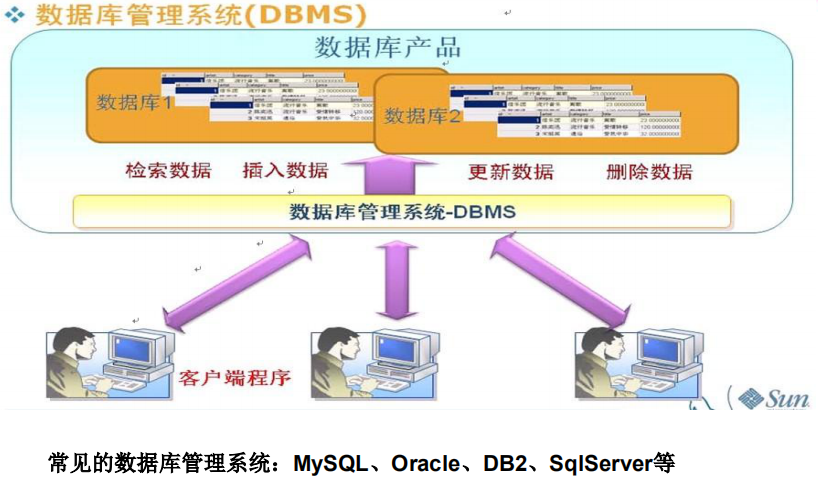 数据库管理系统(DBMS)
数据库产品
数据库1
数据库2
检索数据 插入数据 更新数据 删除数据
数据库管理系统-DBMS
客户端程序
Sun
常见的数据库管理系统：MySQL、Oracle、DB2、SqlServer等